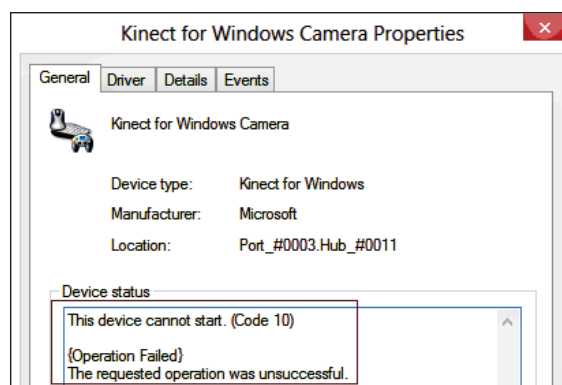 Kinect for Windows Camera Properties
General Driver Details Events
Kinect for Windows Camera
Device type: Kinect for Windows
Manufacturer: Microsoft
Location: Port_#0003.Hub_#0011
Device status
This device cannot start. (Code 10)
{Operation Failed}
The requested operation was unsuccessful.